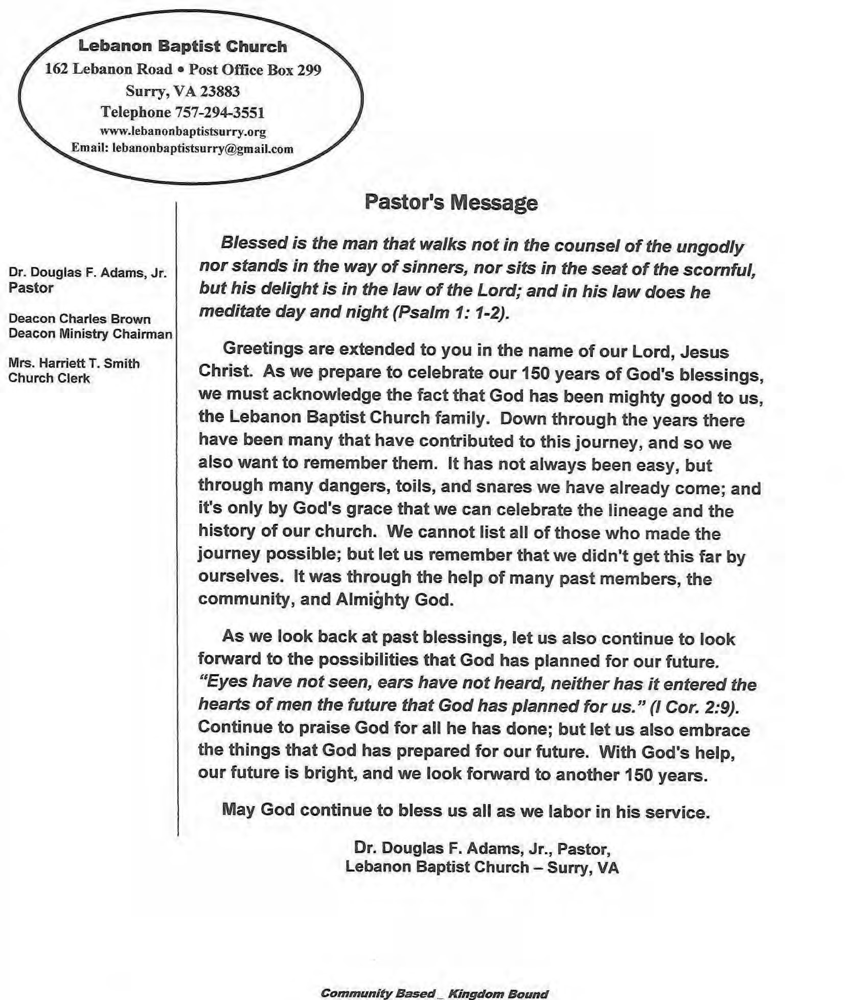 Lebanon Baptist Church
162 Lebanon Road • Post Office Box 299
Surry, VA 23883
Telephone 757-294-3551
www.lebanonbaptistsurry.org
Email: lebanonbaptistsurry@gmail.com
Dr. Douglas F. Adams, Jr.
Pastor
Deacon Charles Brown
Deacon Ministry Chairman
Mrs. Harriett T. Smith
Church Clerk
Pastor's Message
Blessed is the man that walks not in the counsel of the ungodly
nor stands in the way of sinners, nor sits in the seat of the scornful,
but his delight is in the law of the Lord; and in his law does he
meditate day and night (Psalm 1: 1-2).
Greetings are extended to you in the name of our Lord, Jesus
Christ. As we prepare to celebrate our 150 years of God's blessings,
we must acknowledge the fact that God has been mighty good to us,
the Lebanon Baptist Church family. Down through the years there
have been many that have contributed to this journey, and so we
also want to remember them. It has not always been easy, but
through many dangers, toils, and snares we have already come; and
it's only by God's grace that we can celebrate the lineage and the
history of our church. We cannot list all of those who made the
journey possible; but let us remember that we didn't get this far by
ourselves. It was through the help of many past members, the
community, and Almighty God.
As we look back at past blessings, let us also continue to look
forward to the possibilities that God has planned for our future.
“Eyes have not seen, ears have not heard, neither has it entered the
hearts of men the future that God has planned for us.” (I Cor. 2:9).
Continue to praise God for all he has done; but let us also embrace
the things that God has prepared for our future. With God's help,
our future is bright, and we look forward to another 150 years.
May God continue to bless us all as we labor in his service.
Dr. Douglas F. Adams, Jr., Pastor,
Lebanon Baptist Church – Surry, VA
Community Based _ Kingdom Bound